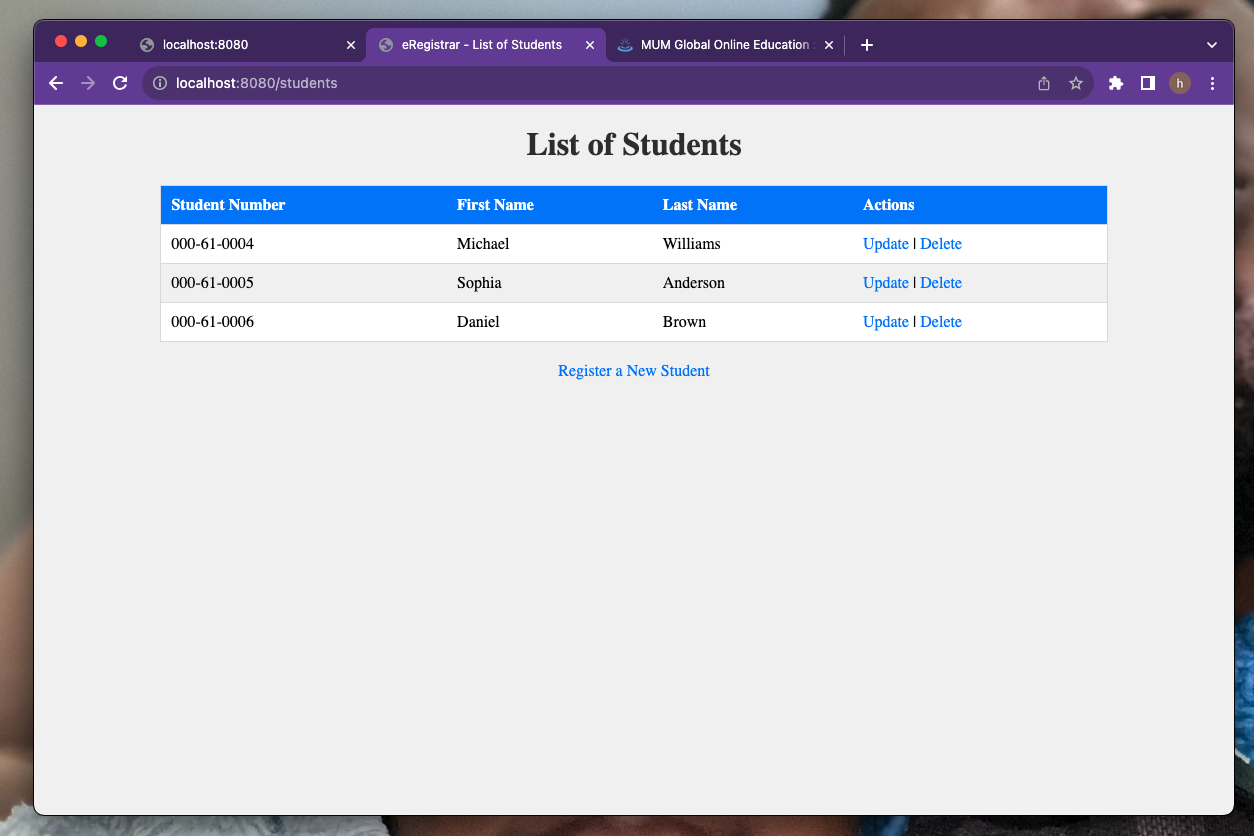 localhost:8080
eRegistrar - List of Students
MUM Global Online Education
localhost:8080/students
h
List of Students
Student Number First Name Last Name Actions
000-61-0004 Michael Williams Update | Delete
000-61-0005 Sophia Anderson Update | Delete
000-61-0006 Daniel Brown Update | Delete
Register a New Student